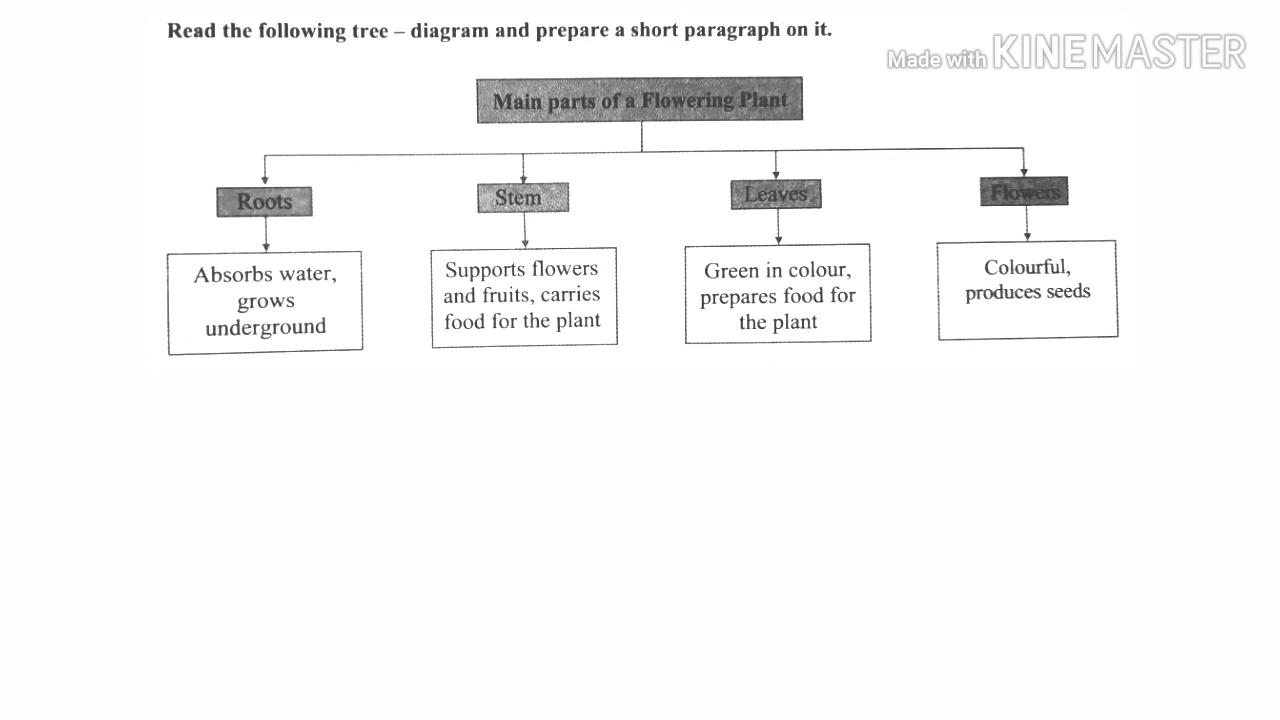 Read the following tree – diagram and prepare a short paragraph on it.
Made with KINEMASTER
Main parts of a Flowering Plant
Roots
Stem
Leaves
Flowers
Absorbs water,
grows
underground
Supports flowers
and fruits, carries
food for the plant
Green in colour,
prepares food for
the plant
Colourful,
produces seeds